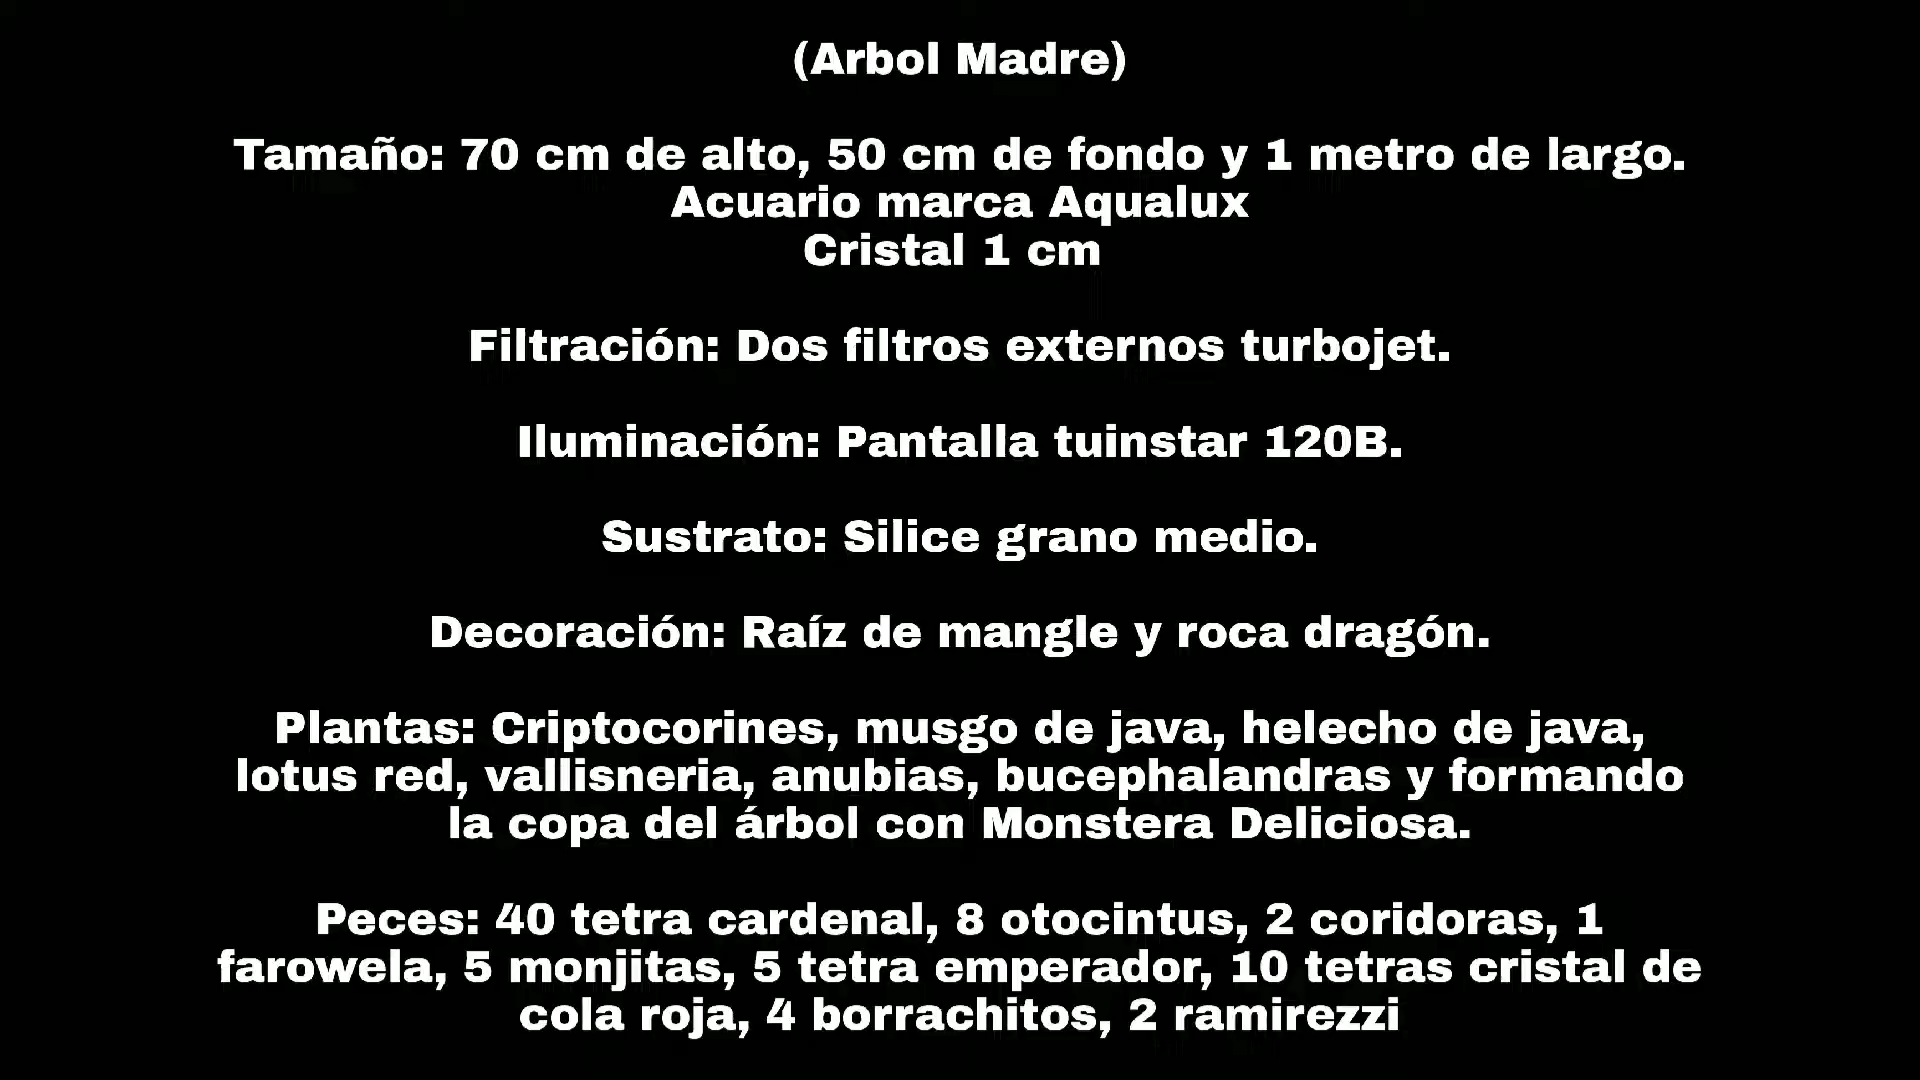 (Arbol Madre)
Tamaño: 70 cm de alto, 50 cm de fondo y 1 metro de largo.
Acuario marca Aqualux
Cristal 1 cm
Filtración: Dos filtros externos turbojet.
Iluminación: Pantalla tuinstar 120B.
Sustrato: Silice grano medio.
Decoración: Raíz de mangle y roca dragón.
Plantas: Criptocorines, musgo de java, helecho de java,
lotus red, vallisneria, anubias, bucephalandras y formando
la copa del árbol con Monstera Deliciosa.
Peces: 40 tetra cardenal, 8 otocintus, 2 coridoras, 1
farowela, 5 monjitas, 5 tetra emperador, 10 tetras cristal de
cola roja, 4 borrachitos, 2 ramirezzi